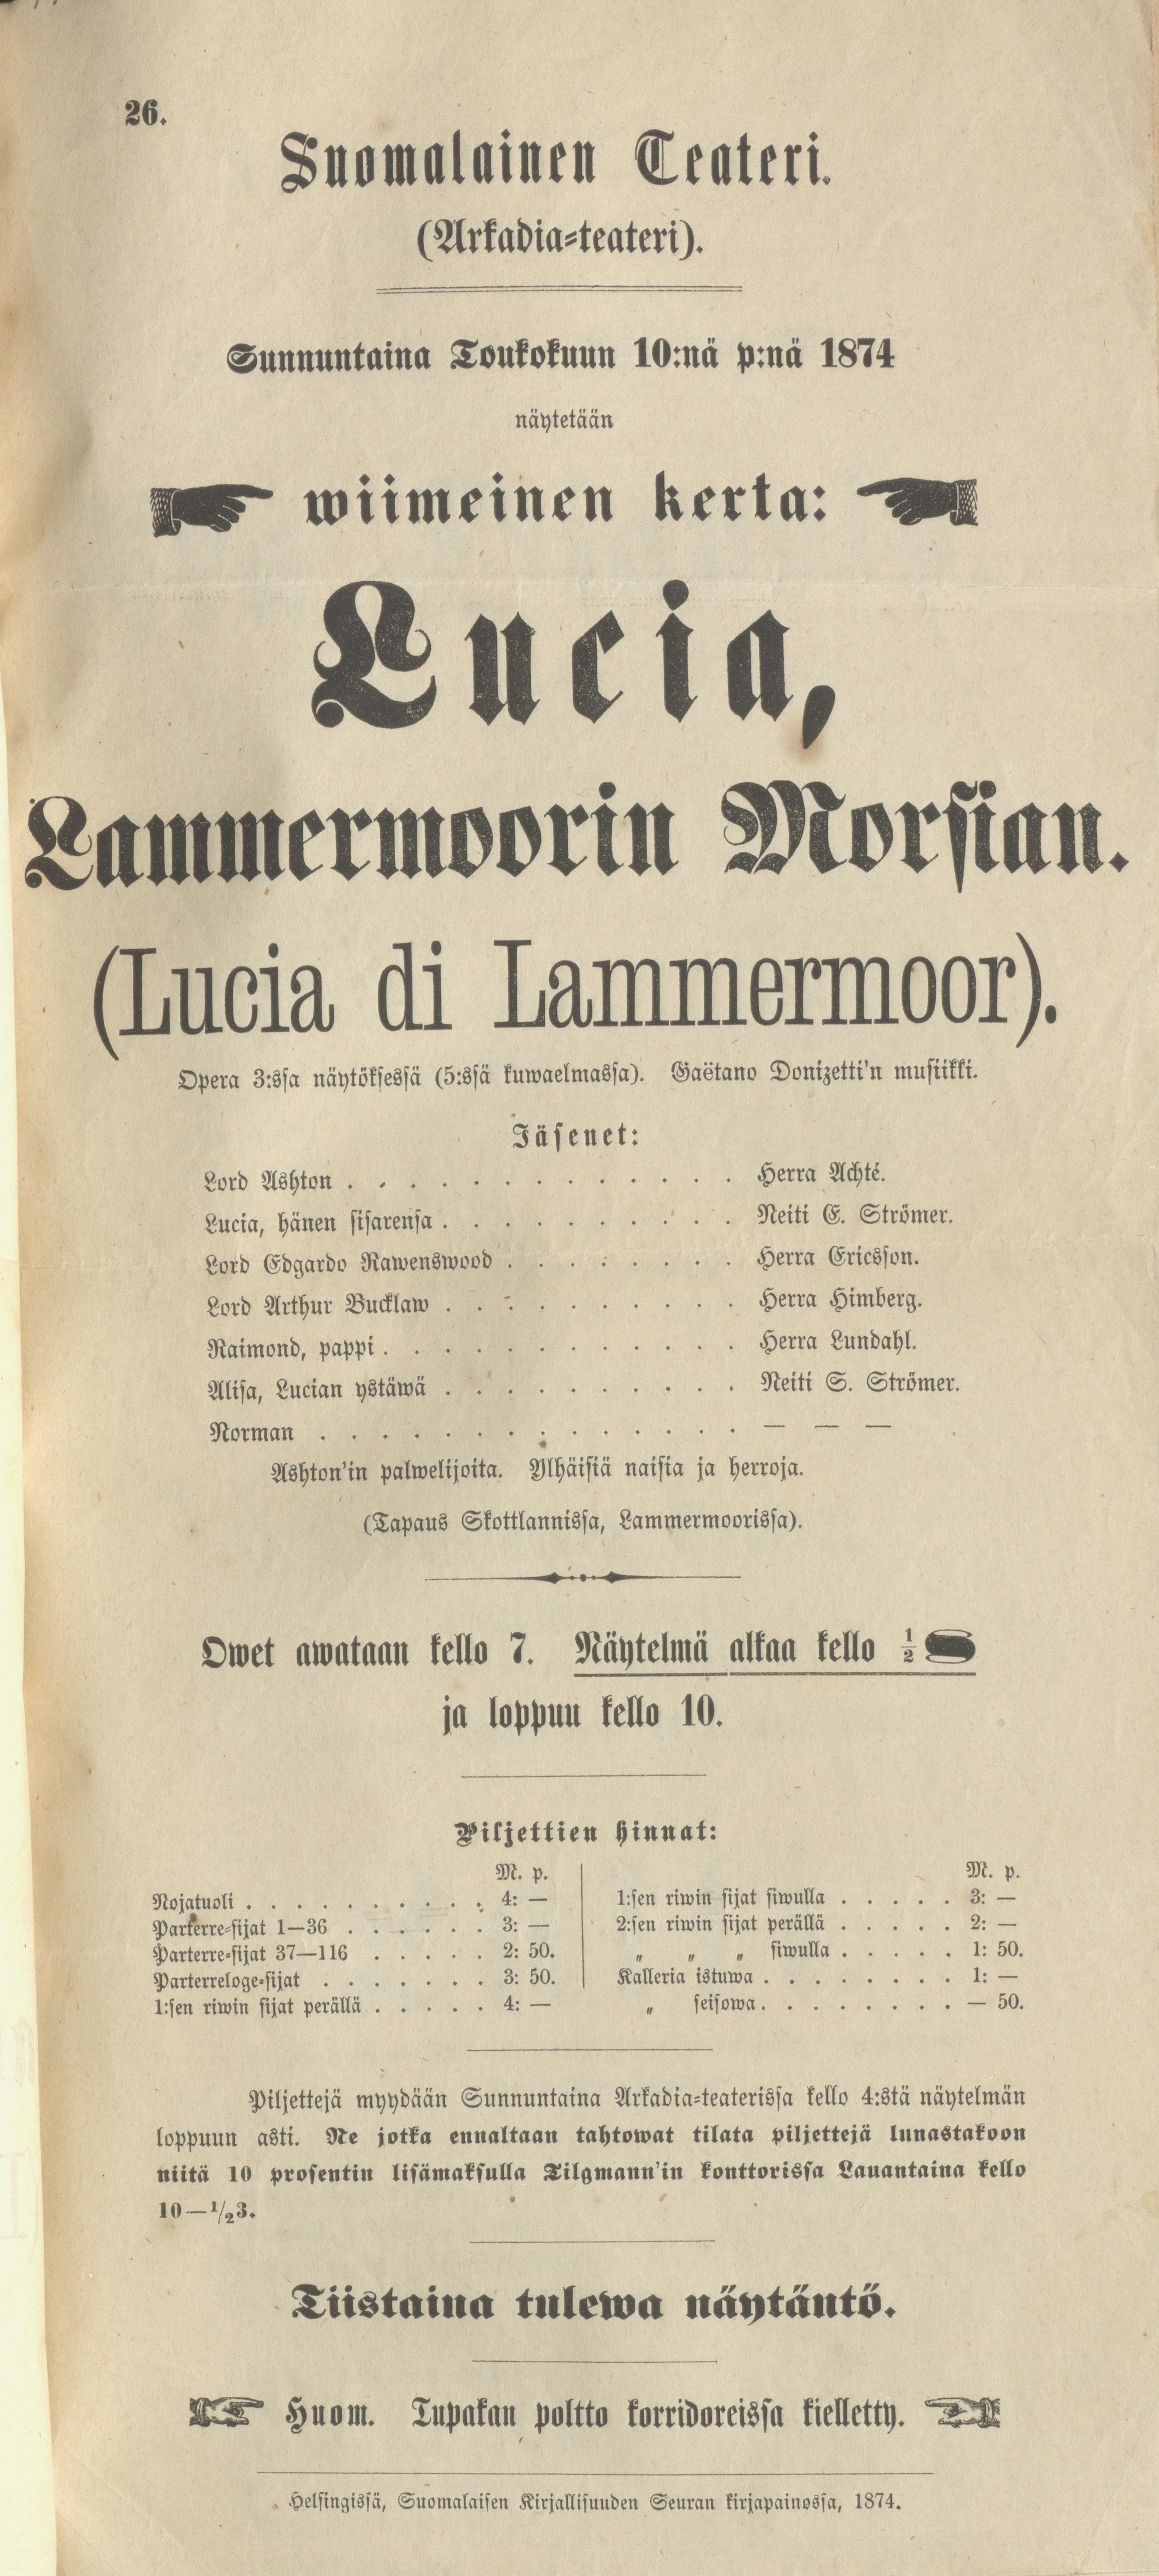 26.
Suomalainen Teateri.
(Arkadia-teateri).
Sunnuntaina Toukokuun 10:nä p:nä 1874
näytetään
wiimeinen kerta:
Lucia,
Lammermoorin Morsian.
(Lucia di Lammermoor).
Opera 3:ssa näytöksessä (5:ssä kuwaelmassa). Gaëtano Donizetti'n musiikki.
Jäsenet:
Lord Ashton . . . . . . . . . . . . . Herra Achté.
Lucia, hänen sisarensa . . . . . . . . . . Neiti E. Strömer.
Lord Edgardo Rawenswood . . . . . . . . Herra Ericsson.
Lord Arthur Bucklaw . . . . . . . . . . Herra Himberg.
Raimond, pappi . . . . . . . . . . . . Herra Lundahl.
Alisa, Lucian ystäwä . . . . . . . . . . Neiti S. Strömer.
Norman . . . . . . . . . . . . . . — — —
Ashton'in palwelijoita. Ylhäisiä naisia ja herroja.
(Tapaus Skottlannissa, Lammermoorissa).
Owet awataan kello 7. Näytelmä alkaa kello ½
ja loppuu kello 10.
Piljettien hinnat:
M. p.
Nojatuoli . . . . . . . . . . 4: —
Parterre-sijat 1—36 . . . . . . 3: —
Parterre-sijat 37—116 . . . . . 2: 50.
Parterreloge-sijat . . . . . . . 3: 50.
1:sen riwin sijat perällä . . . . . 4: —
M. p.
1:sen riwin sijat siwulla . . . . . 3: —
2:sen riwin sijat perällä . . . . . 2: —
„ „ „ siwulla . . . . . 1: 50.
Kalleria istuwa . . . . . . . . 1: —
„ seisowa . . . . . . . . — 50.
Piljettejä myydään Sunnuntaina Arkadia-teaterissa kello 4:stä näytelmän
loppuun asti. Ne jotka ennaltaan tahtowat tilata piljettejä lunastakoon
niitä 10 prosentin lisämaksulla Tilgmann'in konttorissa Lauantaina kello
10—1/23.
Tiistaina tulewa näytäntö.
Huom. Tupakan poltto korridoreissa kielletty.
Helsingissä, Suomalaisen Kirjallisuuden Seuran kirjapainossa, 1874.